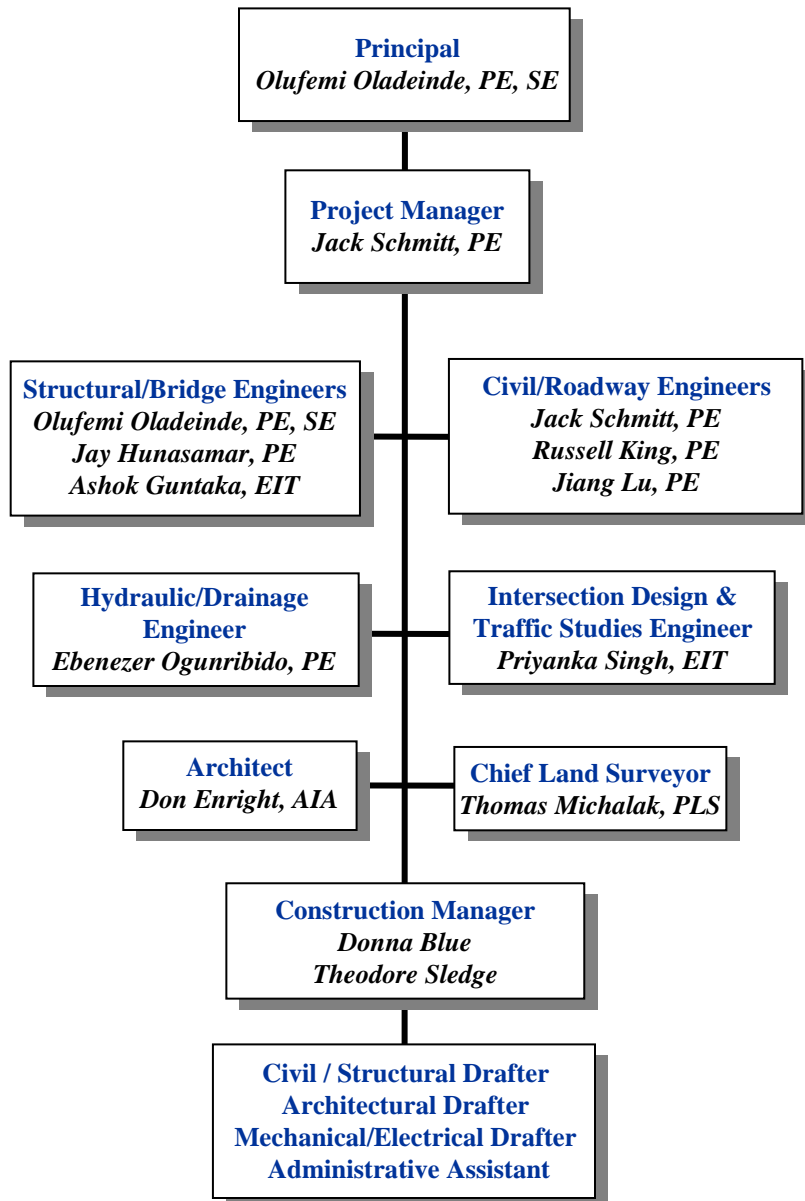 Principal
Olufemi Oladeinde, PE, SE
Project Manager
Jack Schmitt, PE
Structural/Bridge Engineers
Olufemi Oladeinde, PE, SE
Jay Hunasamar, PE
Ashok Guntaka, EIT
Civil/Roadway Engineers
Jack Schmitt, PE
Russell King, PE
Jiang Lu, PE
Hydraulic/Drainage
Engineer
Ebenezer Ogunribido, PE
Intersection Design &
Traffic Studies Engineer
Priyanka Singh, EIT
Architect
Don Enright, AIA
Chief Land Surveyor
Thomas Michalak, PLS
Construction Manager
Donna Blue
Theodore Sledge
Civil / Structural Drafter
Architectural Drafter
Mechanical/Electrical Drafter
Administrative Assistant